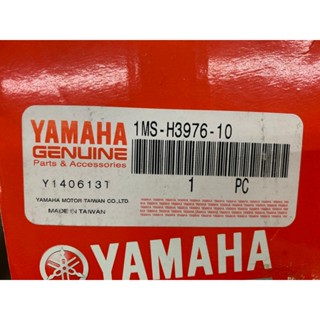 YAMAHA
GENUINE
Parts & Accessories
1MS-H3976-10
Y140613T
1 PC
YAMAHA MOTOR TAIWAN CO.,LTD.
MADE IN TAIWAN
YAMAHA